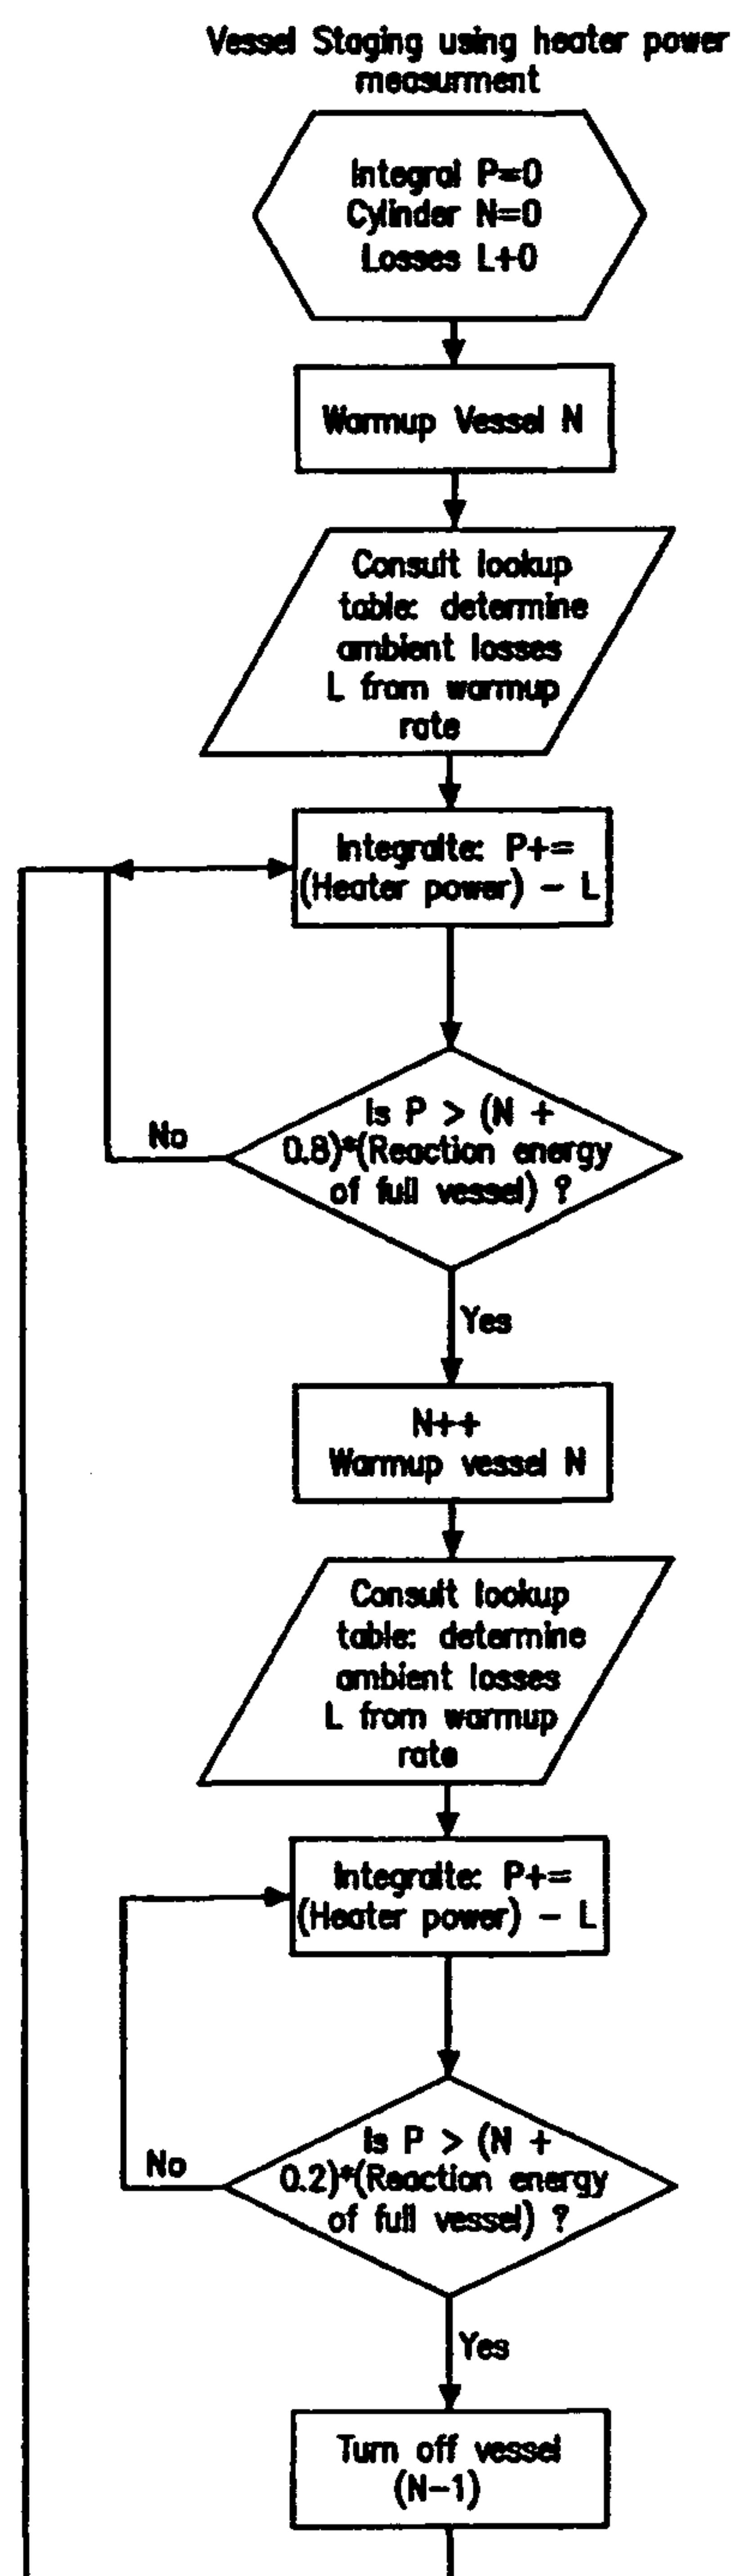 Vessel Staging using heater power
measurment
Integral P=0
Cylinder N=0
Losses L+0
Warmup Vessel N
Consult lookup
table: determine
ambient losses
L from warmup
rate
Integralte: P+=
(Heater power) - L
Is P > (N +
0.8)*(Reaction energy
of full vessel) ?
No
Yes
N++
Warmup vessel N
Consult lookup
table: determine
ambient losses
L from warmup
rate
Integralte: P+=
(Heater power) - L
Is P > (N +
0.2)*(Reaction energy
of full vessel) ?
No
Yes
Turn off vessel
(N-1)